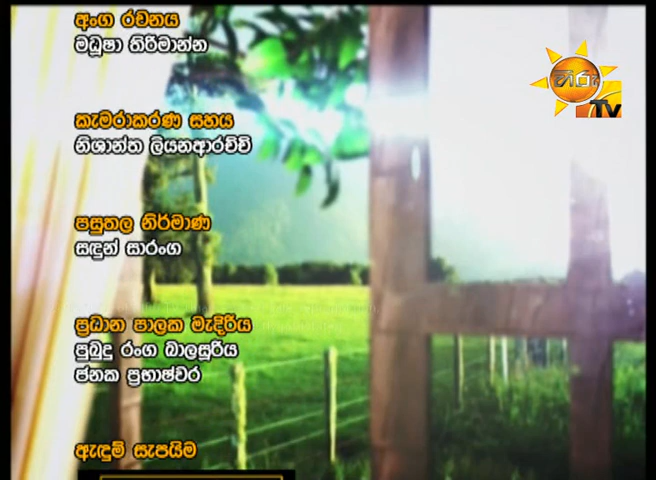 අංග රචනය
මධූෂා තිරිමාන්න
හිරු
TV
කැමරාකරණ සහය
නිශාන්ත ලියනආරච්චි
පසුතල නිර්මාණ
සඳුන් සාරංග
ප්‍රධාන පාලක මැදිරිය
පුබුදු රංග බාලසූරිය
ජනක ප්‍රභාෂ්වර
ඇඳුම් සැපයිම